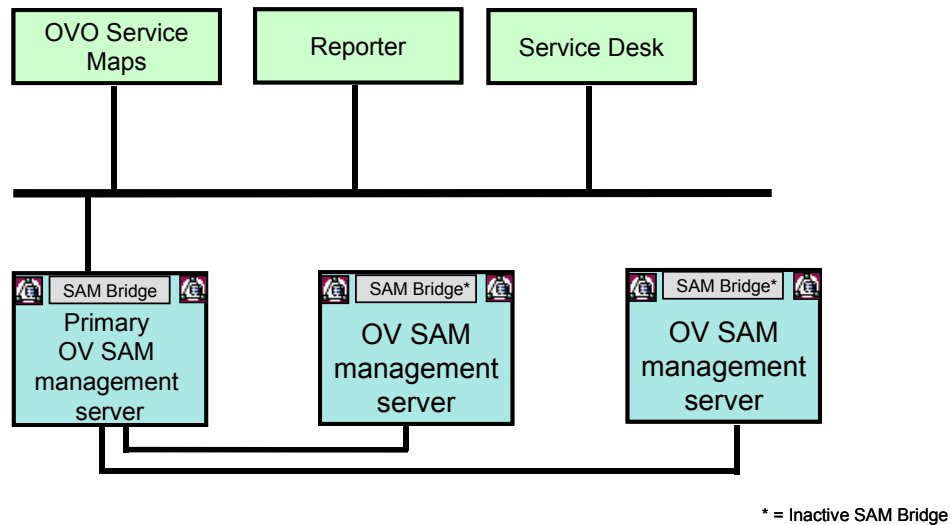 OVO Service
Maps
Reporter
Service Desk
SAM Bridge
Primary
OV SAM
management
server
SAM Bridge*
OV SAM
management
server
SAM Bridge*
OV SAM
management
server
* = Inactive SAM Bridge